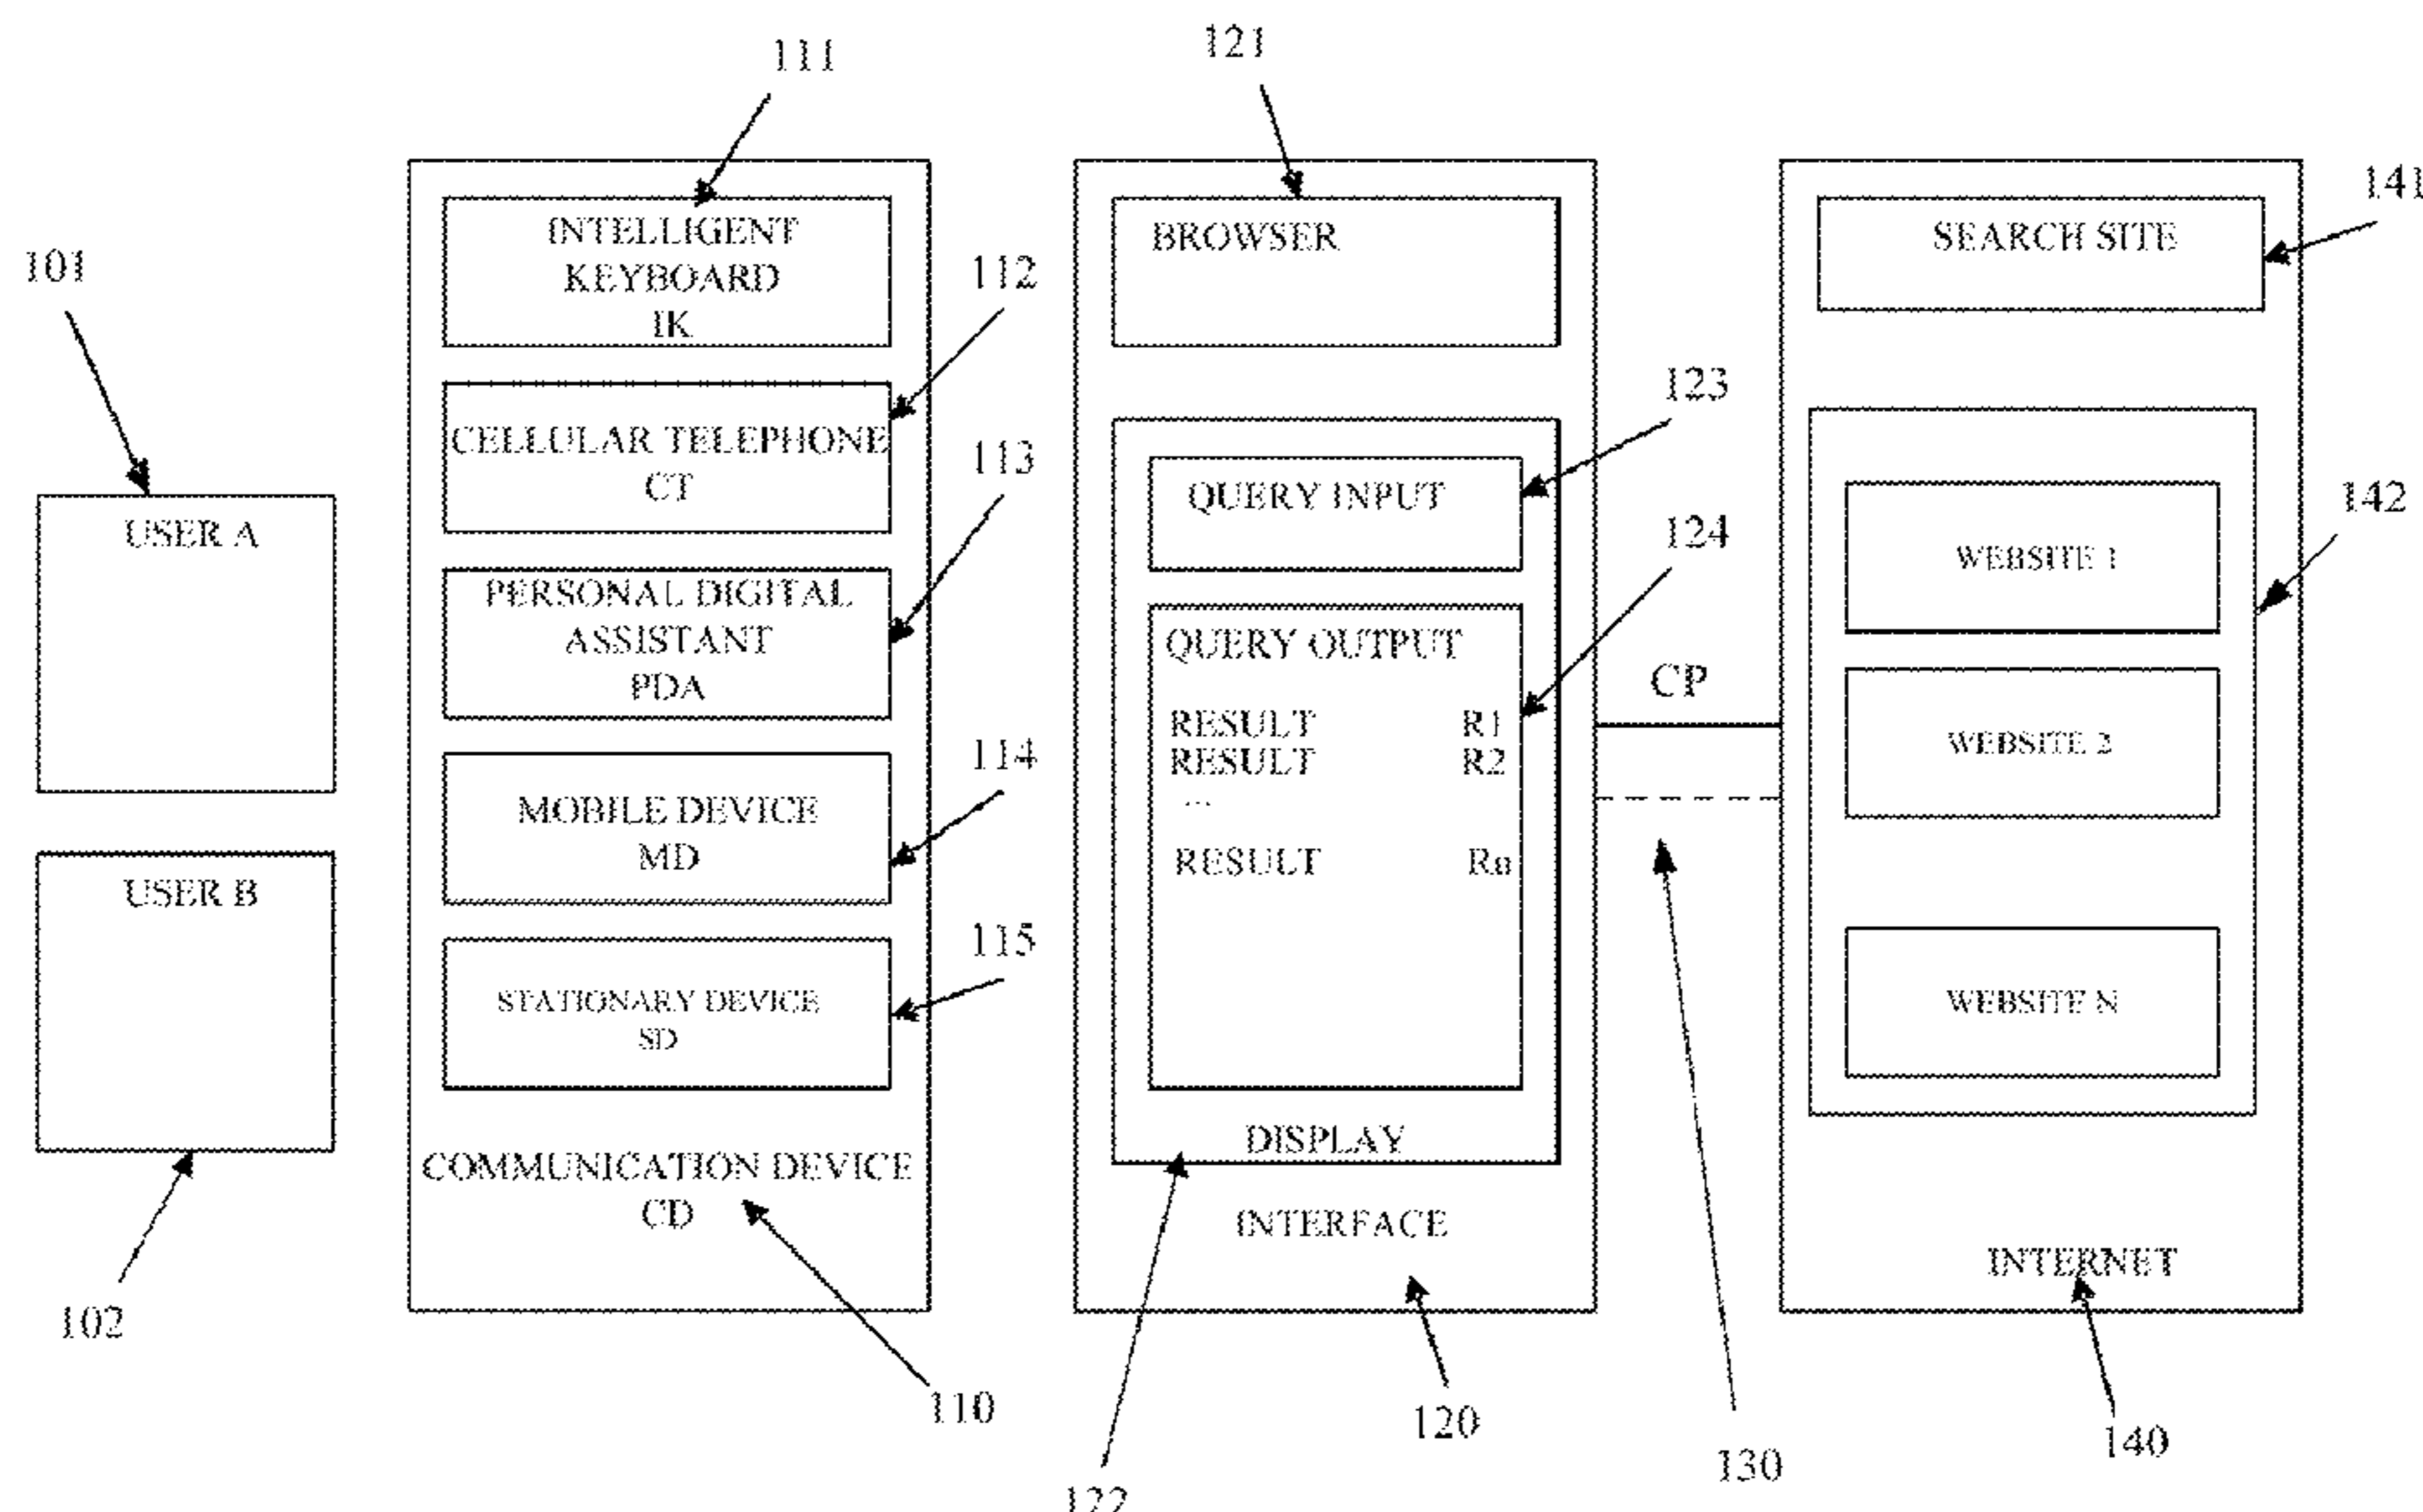 111
121
141
101
INTELLIGENT
KEYBOARD
IK
112
BROWSER
SEARCH SITE
CELLULAR TELEPHONE
CT
113
123
QUERY INPUT
124
142
WEBSITE 1
USER A
PERSONAL DIGITAL
ASSISTANT
PDA
QUERY OUTPUT
RESULT R1
RESULT R2
...
RESULT Rn
CP
WEBSITE 2
114
MOBILE DEVICE
MD
USER B
115
STATIONARY DEVICE
SD
WEBSITE N
DISPLAY
COMMUNICATION DEVICE
CD
INTERFACE
INTERNET
102
110
120
130
140
122